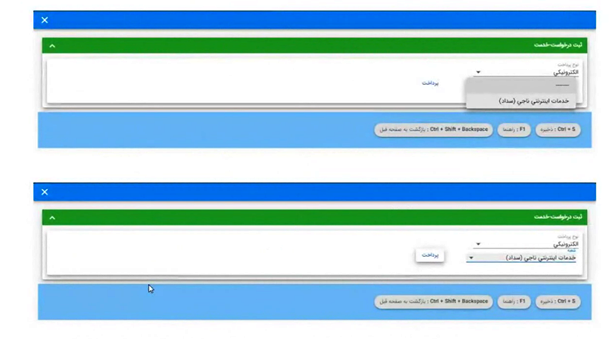 ثبت درخواست-خدمت
نوع پرداخت
الکترونیکی
پرداخت
-----
خدمات اینترنتی ناجی (سداد)
Ctrl + S : ذخیره
F1 : راهنما
Ctrl + Shift + Backspace : بازگشت به صفحه قبل
ثبت درخواست-خدمت
نوع پرداخت
الکترونیکی
پرداخت
خدمات اینترنتی ناجی (سداد)
Ctrl + S : ذخیره
F1 : راهنما
Ctrl + Shift + Backspace : بازگشت به صفحه قبل